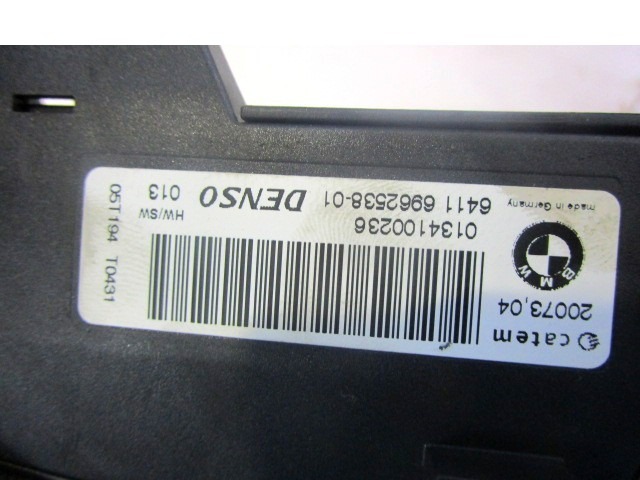 catem
20073,04
BMW
0134100236
6411 6962538-01
made in Germany
DENSO
HW/SW
013
05T194 T0431